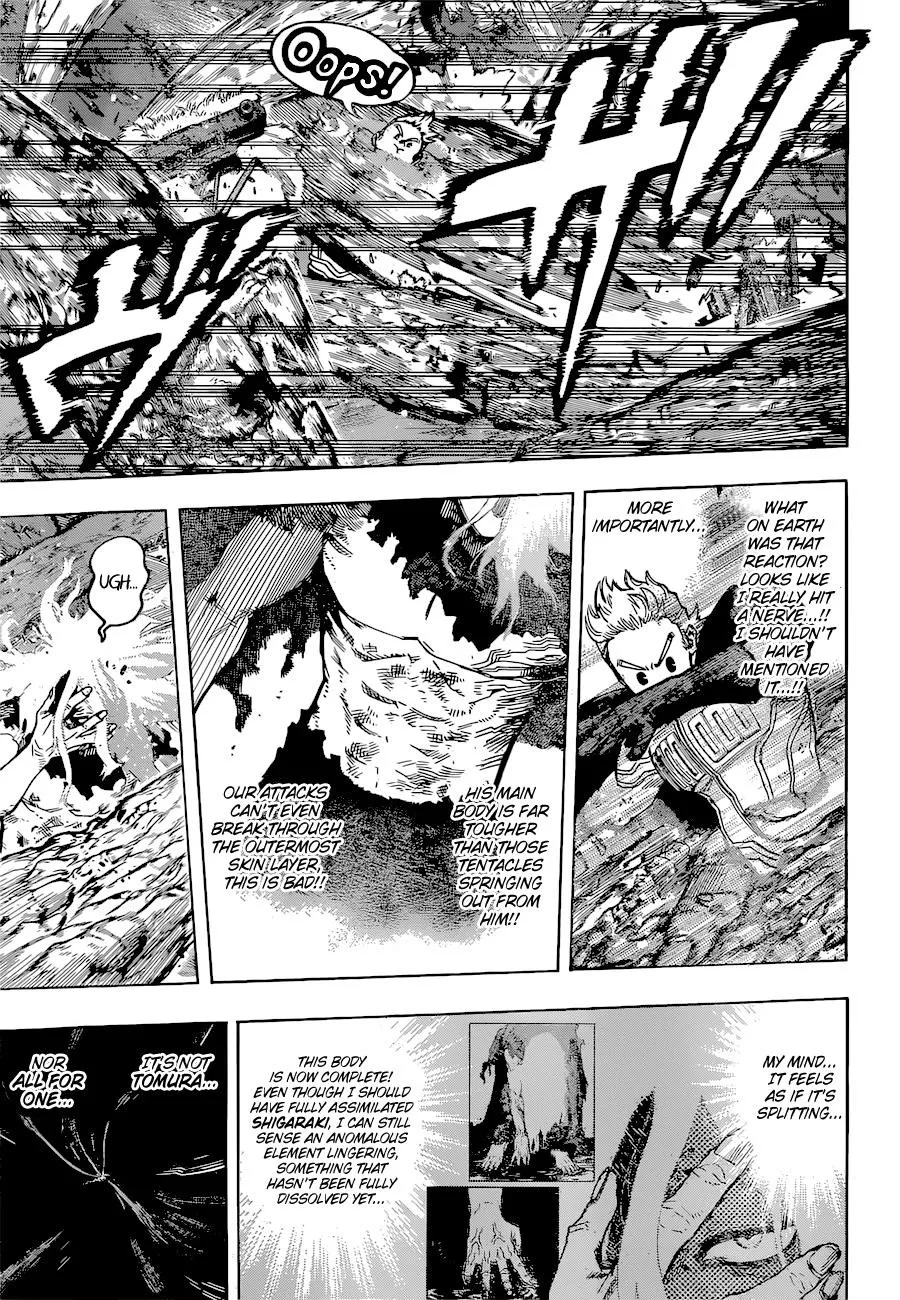 Oops!
ザッ
ザッ
WHAT
ON EARTH
WAS THAT
REACTION?
LOOKS LIKE
I REALLY HIT
A NERVE...!!
I SHOULDN'T
HAVE
MENTIONED
IT...!!
MORE
IMPORTANTLY...
HIS MAIN
BODY IS FAR
TOUGHER
THAN THOSE
TENTACLES
SPRINGING
OUT FROM
HIM!!
OUR ATTACKS
CAN'T EVEN
BREAK THROUGH
THE OUTERMOST
SKIN LAYER,
THIS IS BAD!!
UGH...
MY MIND...
IT FEELS
AS IF IT'S
SPLITTING...
THIS BODY
IS NOW COMPLETE!
EVEN THOUGH I SHOULD
HAVE FULLY ASSIMILATED
SHIGARAKI, I CAN STILL
SENSE AN ANOMALOUS
ELEMENT LINGERING,
SOMETHING THAT
HASN'T BEEN FULLY
DISSOLVED YET...
IT'S NOT
TOMURA...
NOR
ALL FOR
ONE...